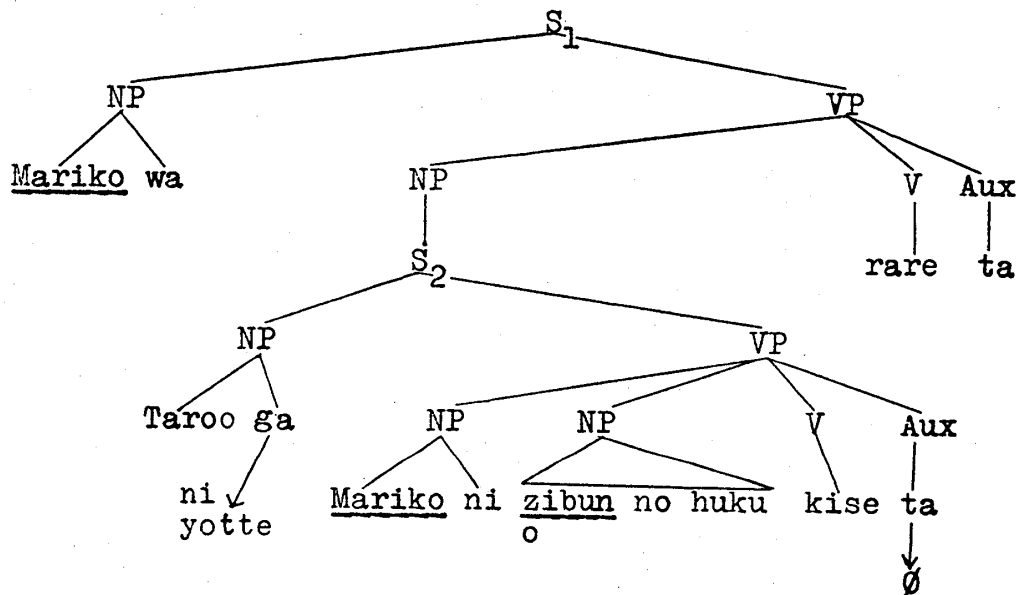 S1
NP VP
Mariko wa NP V Aux
rare ta
S2
NP VP
Taroo ga NP NP V Aux
ni Mariko ni zibun no huku kise ta
yotte o
Ø